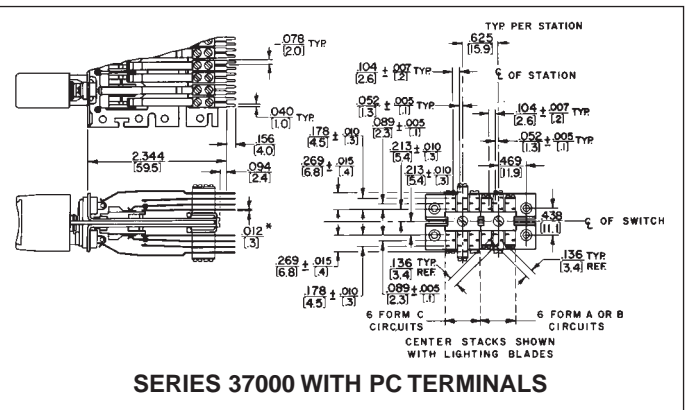 TYP PER STATION
.625
[15.9]
.078 TYP.
[2.0]
.104 ± .007 TYP.
[2.6] [.2]
℄ OF STATION
.052 ± .005 TYP.
[1.3] [.1]
.104 ± .007 TYP.
[2.6] [.2]
.040
[1.0]
.089 ± .005
[2.3] [.1]
.052 ± .005 TYP.
[1.3] [.1]
.156
[4.0]
.178 ± .010
[4.5] [.3]
.213 ± .010
[5.4] [.3]
.469
[11.9]
2.344
[59.5]
.094
[2.4]
.269 ± .015
[6.8] [.4]
.213 ± .010
[5.4] [.3]
.438
[11.1]
℄ OF SWITCH
.012 *
[.3]
.269 ± .015
[6.8] [.4]
.136 TYP.
[3.4] REF.
.136 TYP.
[3.4] REF.
.178 ± .010
[4.5] [.3]
.089 ± .005
[2.3] [.1]
6 FORM C
CIRCUITS
6 FORM A OR B
CIRCUITS
CENTER STACKS SHOWN
WITH LIGHTING BLADES
SERIES 37000 WITH PC TERMINALS